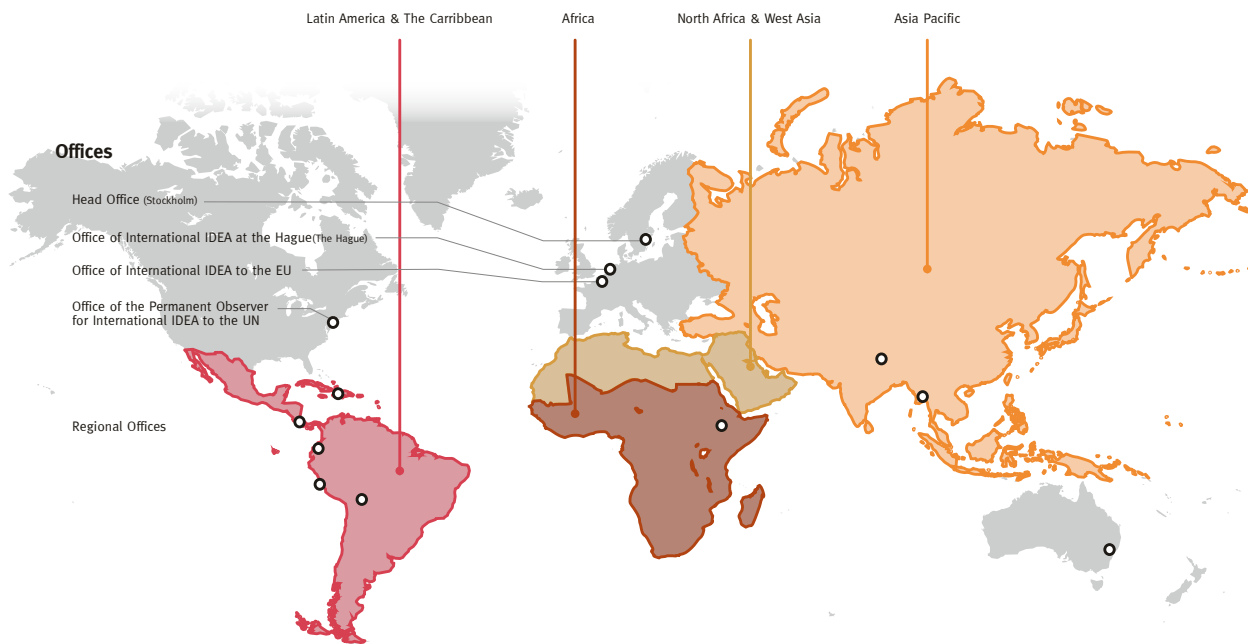 Latin America & The Carribbean
Africa
North Africa & West Asia
Asia Pacific
Offices
Head Office (Stockholm)
Office of International IDEA at the Hague(The Hague)
Office of International IDEA to the EU
Office of the Permanent Observer
for International IDEA to the UN
Regional Offices